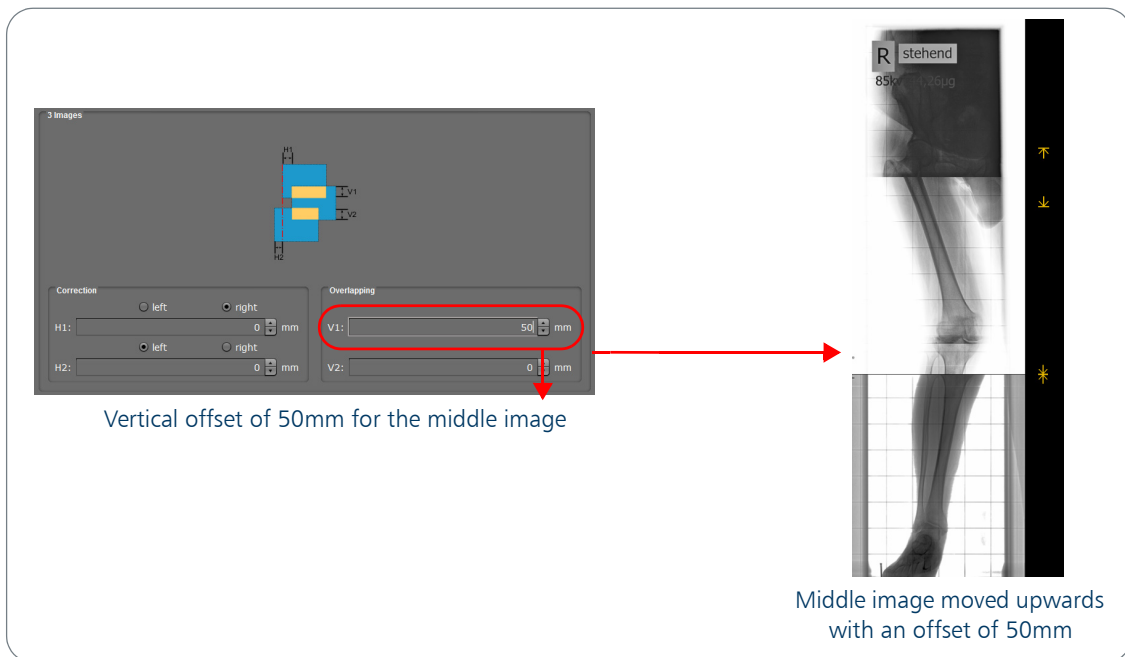 3 Images
H1
V1
V2
H2
Correction
left right
H1: 0 mm
left right
H2: 0 mm
Overlapping
V1: 50 mm
V2: 0 mm
Vertical offset of 50mm for the middle image
R stehend
Middle image moved upwards
with an offset of 50mm